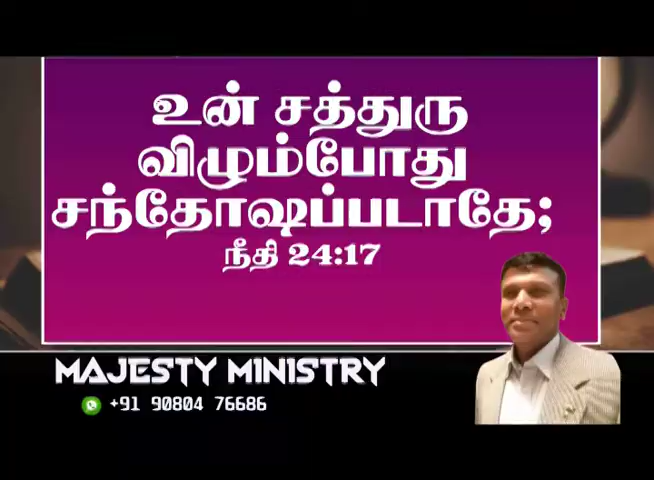 உன் சத்துரு
விழும்போது
சந்தோஷப்படாதே;
நீதி 24:17
MAJESTY MINISTRY
+91 90804 76686